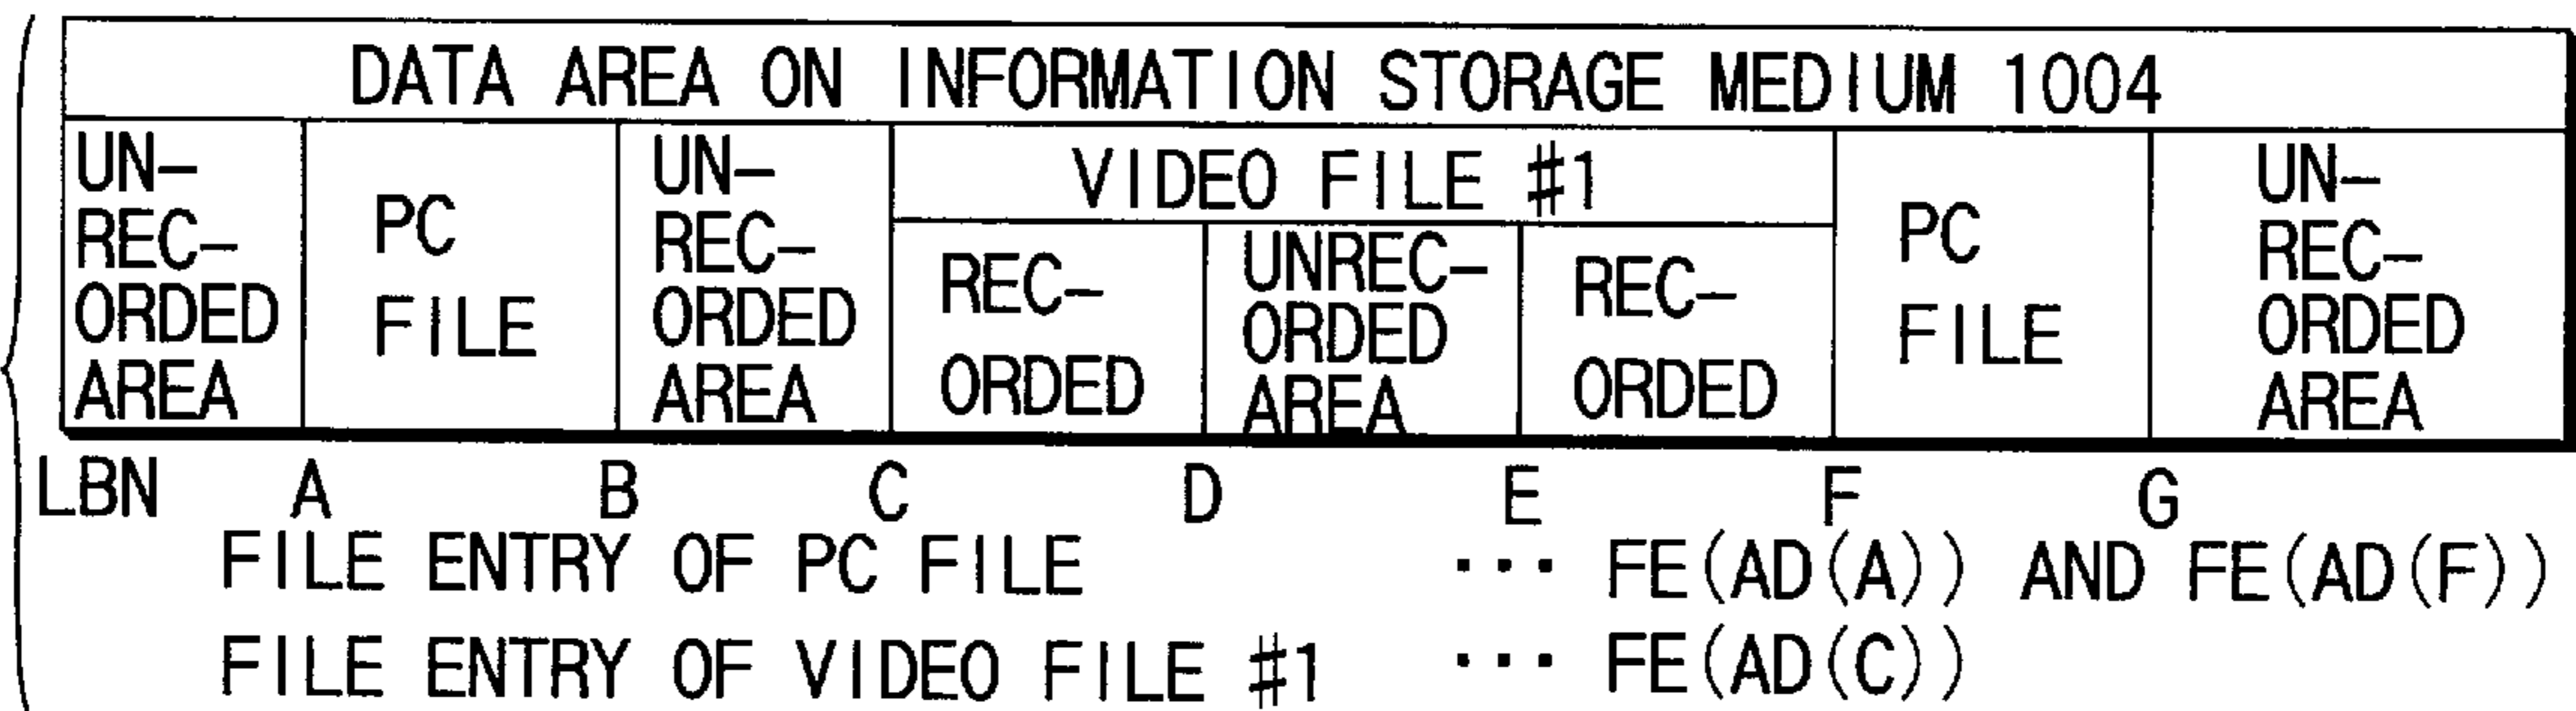 DATA AREA ON INFORMATION STORAGE MEDIUM 1004
UN-
REC-
ORDED
AREA
PC
FILE
UN-
REC-
ORDED
AREA
VIDEO FILE #1
REC-
ORDED
UNREC-
ORDED
AREA
REC-
ORDED
PC
FILE
UN-
REC-
ORDED
AREA
LBN A B C D E F G
FILE ENTRY OF PC FILE ... FE(AD(A)) AND FE(AD(F))
FILE ENTRY OF VIDEO FILE #1 ... FE(AD(C))